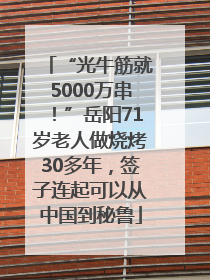 「“光牛筋就
5000万串
！”岳阳71
岁老人做烧烤
30多年，签
子连起可以从
中国到秘鲁」